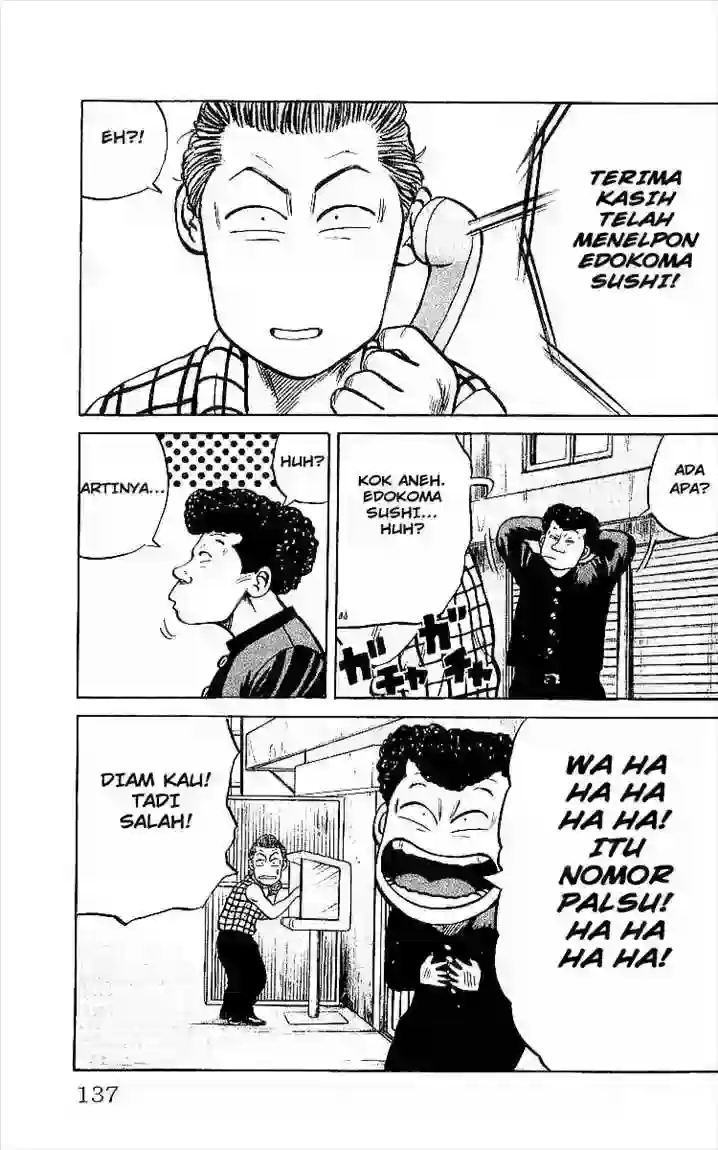 TERIMA
KASIH
TELAH
MENELPON
EDOKOMA
SUSHI!
EH?!
ADA
APA?
KOK ANEH.
EDOKOMA
SUSHI...
HUH?
ガチャ
ガチャ
HUH?
ARTINYA...
WA HA
HA HA
HA HA!
ITU
NOMOR
PALSU!
HA HA
HA HA!
DIAM KAU!
TADI
SALAH!
137